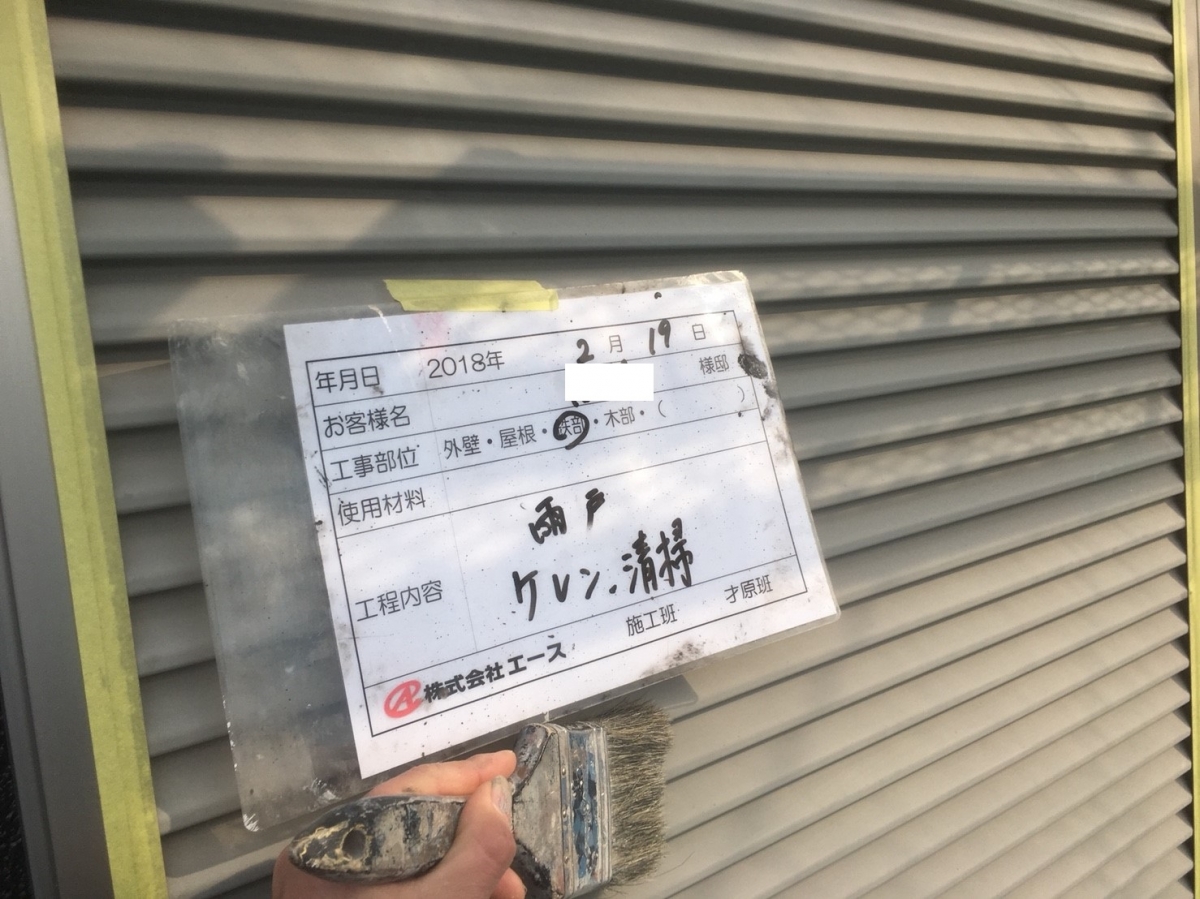 年月日 2018年 2月 19日
お客様名 様邸
工事部位 外壁・屋根・鉄部・木部・( )
使用材料
工程内容 雨戸
ケレン.清掃
株式会社エース 施工班 才原班